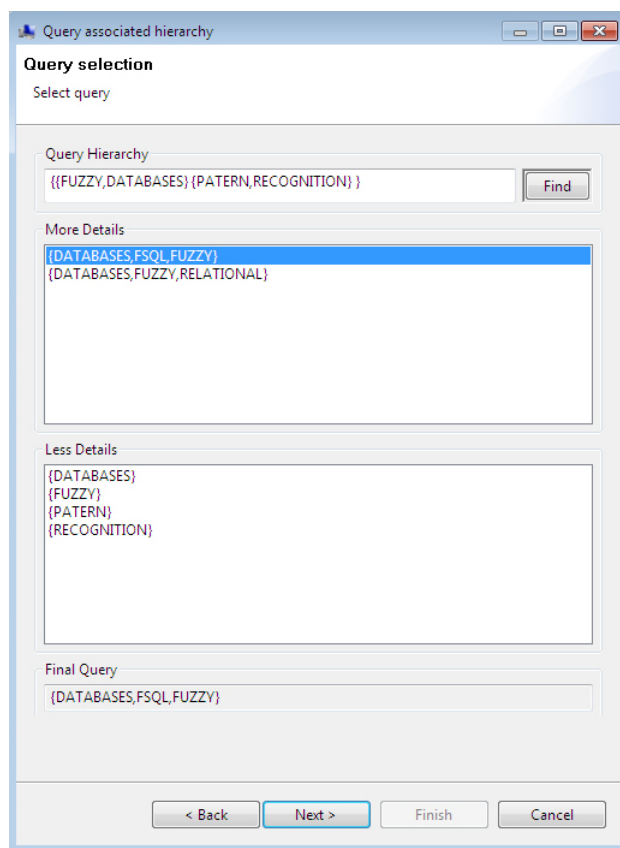 Query associated hierarchy
Query selection
Select query
Query Hierarchy
{{FUZZY,DATABASES}{PATERN,RECOGNITION} }
Find
More Details
{DATABASES,FSQL,FUZZY}
{DATABASES,FUZZY,RELATIONAL}
Less Details
{DATABASES}
{FUZZY}
{PATERN}
{RECOGNITION}
Final Query
{DATABASES,FSQL,FUZZY}
< Back Next > Finish Cancel